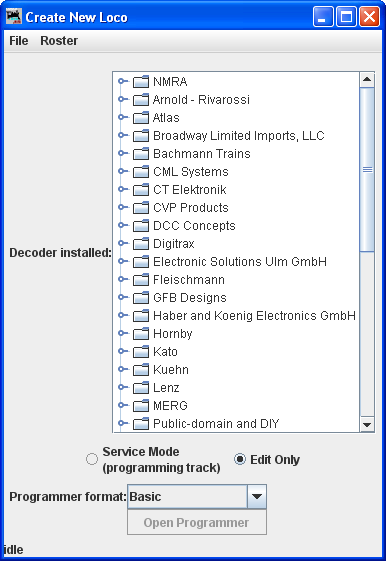 Create New Loco
File Roster
NMRA
Arnold - Rivarossi
Atlas
Broadway Limited Imports, LLC
Bachmann Trains
CML Systems
CT Elektronik
CVP Products
DCC Concepts
Digitrax
Decoder installed:
Electronic Solutions Ulm GmbH
Fleischmann
GFB Designs
Haber and Koenig Electronics GmbH
Hornby
Kato
Kuehn
Lenz
MERG
Public-domain and DIY
Service Mode
(programming track)
Edit Only
Programmer format: Basic
Open Programmer
idle